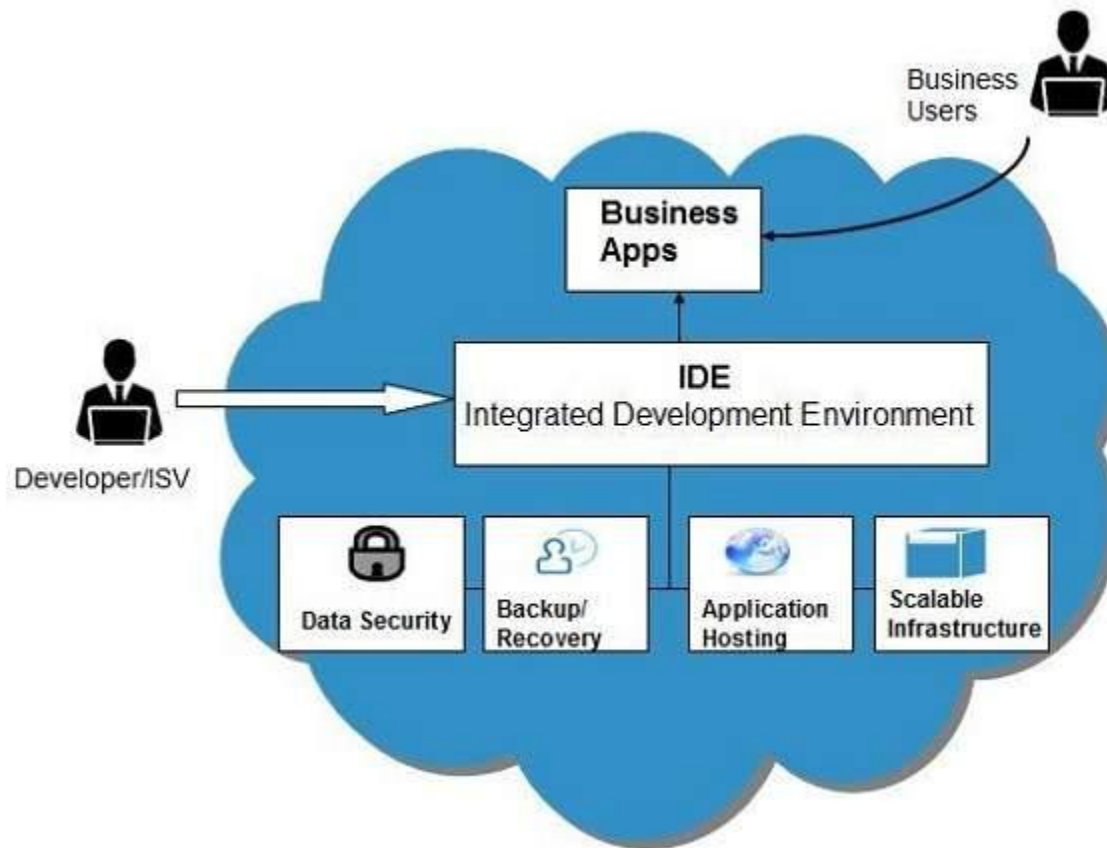 Business
Users
Business
Apps
IDE
Integrated Development Environment
Developer/ISV
Data Security
Backup/
Recovery
Application
Hosting
Scalable
Infrastructure